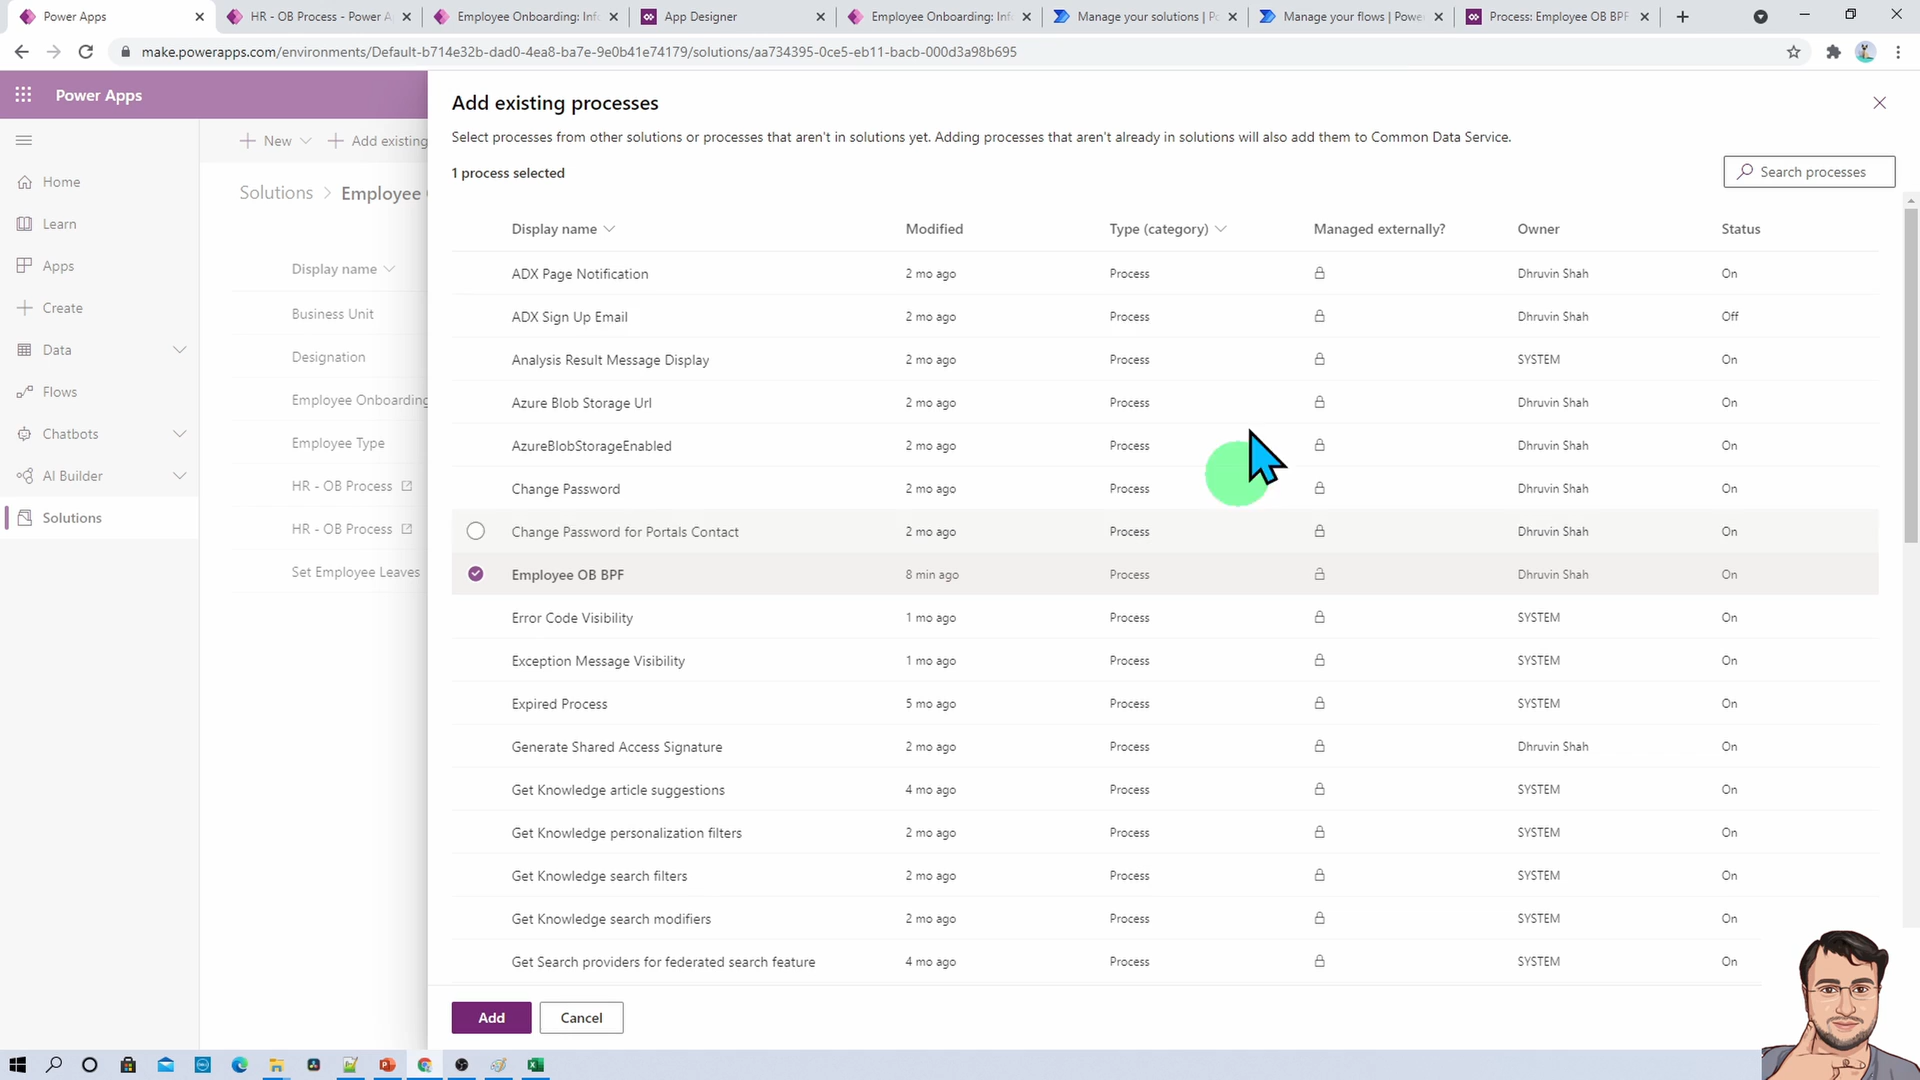 Power Apps
HR - OB Process - Power A
Employee Onboarding: Info
App Designer
Employee Onboarding: Info
Manage your solutions | Po
Manage your flows | Power
Process: Employee OB BPF
make.powerapps.com/environments/Default-b714e32b-dad0-4ea8-ba7e-9e0b41e74179/solutions/aa734395-0ce5-eb11-bacb-000d3a98b695
Power Apps
Home
Learn
Apps
Create
Data
Flows
Chatbots
AI Builder
Solutions
New
Add existing
Solutions > Employee
Display name
Business Unit
Designation
Employee Onboarding
Employee Type
HR - OB Process
HR - OB Process
Set Employee Leaves
Add existing processes
Select processes from other solutions or processes that aren't in solutions yet. Adding processes that aren't already in solutions will also add them to Common Data Service.
1 process selected
Search processes
Display name Modified Type (category) Managed externally? Owner Status
ADX Page Notification 2 mo ago Process Dhruvin Shah On
ADX Sign Up Email 2 mo ago Process Dhruvin Shah Off
Analysis Result Message Display 2 mo ago Process SYSTEM On
Azure Blob Storage Url 2 mo ago Process Dhruvin Shah On
AzureBlobStorageEnabled 2 mo ago Process Dhruvin Shah On
Change Password 2 mo ago Process Dhruvin Shah On
Change Password for Portals Contact 2 mo ago Process Dhruvin Shah On
Employee OB BPF 8 min ago Process Dhruvin Shah On
Error Code Visibility 1 mo ago Process SYSTEM On
Exception Message Visibility 1 mo ago Process SYSTEM On
Expired Process 5 mo ago Process SYSTEM On
Generate Shared Access Signature 2 mo ago Process Dhruvin Shah On
Get Knowledge article suggestions 4 mo ago Process SYSTEM On
Get Knowledge personalization filters 2 mo ago Process SYSTEM On
Get Knowledge search filters 2 mo ago Process SYSTEM On
Get Knowledge search modifiers 2 mo ago Process SYSTEM On
Get Search providers for federated search feature 4 mo ago Process SYSTEM On
Add
Cancel